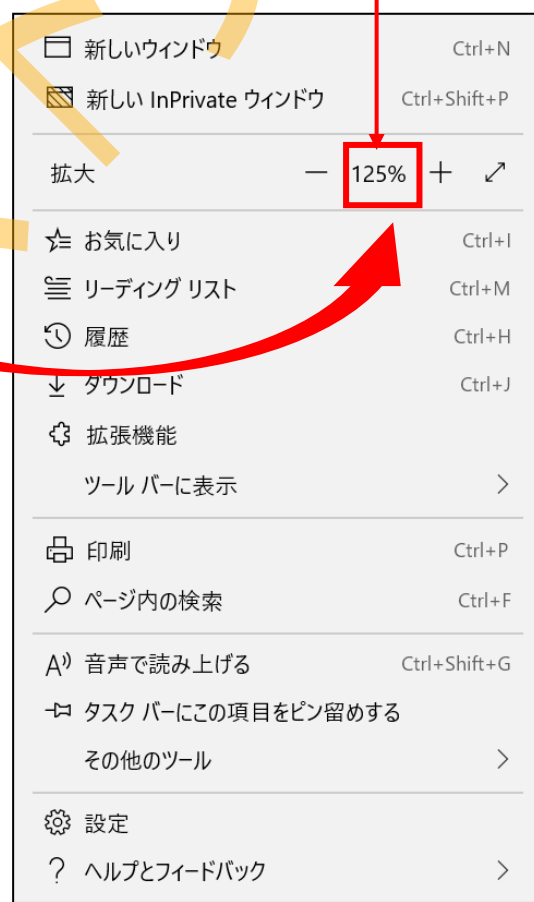 新しいウィンドウ Ctrl+N
新しい InPrivate ウィンドウ Ctrl+Shift+P
拡大 — 125% +
お気に入り Ctrl+I
リーディング リスト Ctrl+M
履歴 Ctrl+H
ダウンロード Ctrl+J
拡張機能
ツール バーに表示
印刷 Ctrl+P
ページ内の検索 Ctrl+F
音声で読み上げる Ctrl+Shift+G
タスク バーにこの項目をピン留めする
その他のツール
設定
ヘルプとフィードバック